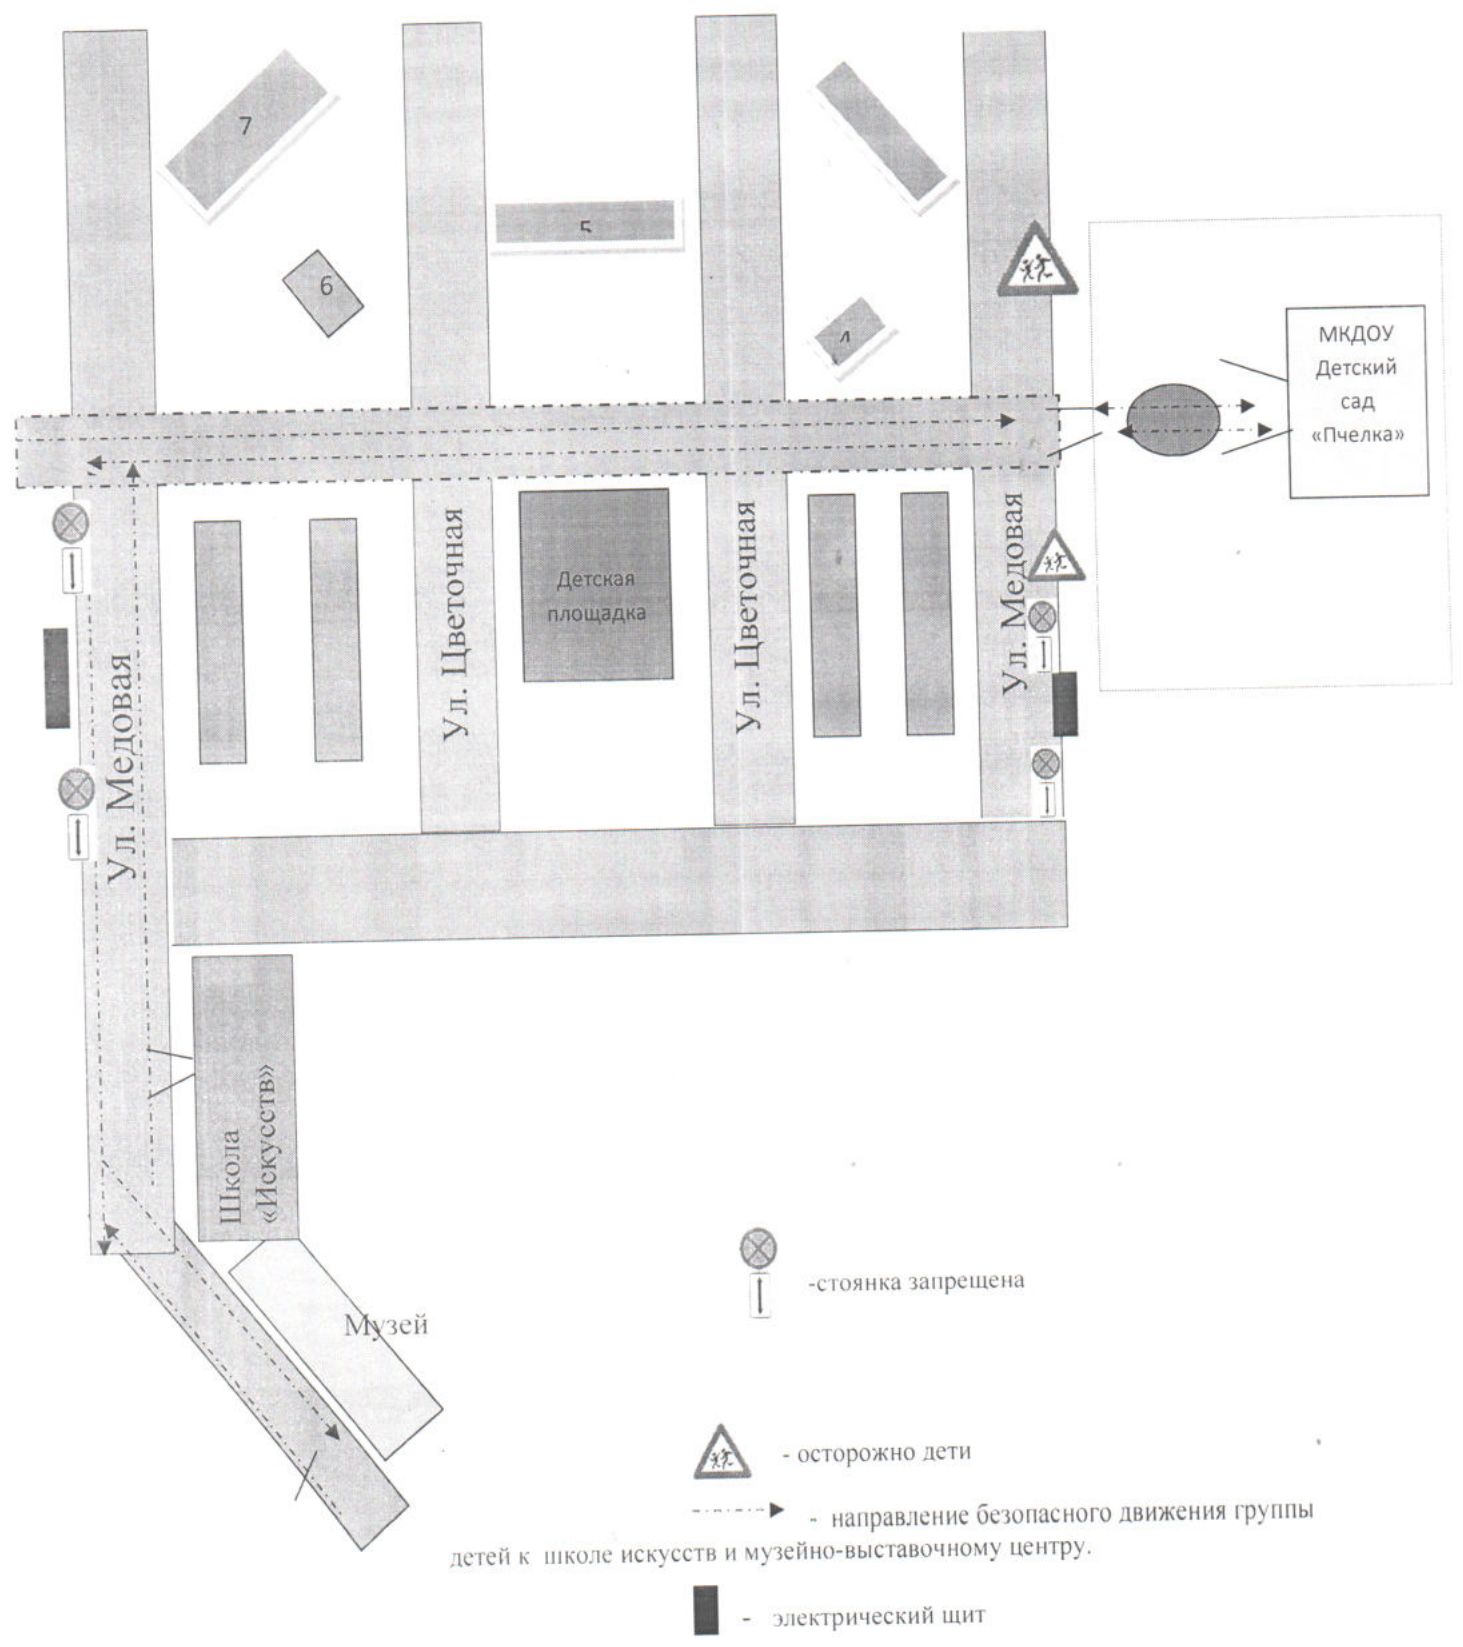 7
5
6
4
МКДОУ
Детский
сад
«Пчелка»
Ул. Медовая
Ул. Цветочная
Детская
площадка
Ул. Цветочная
Ул. Медовая
Школа
«Искусств»
Музей
-стоянка запрещена
- осторожно дети
- направление безопасного движения группы
детей к школе искусств и музейно-выставочному центру.
- электрический щит